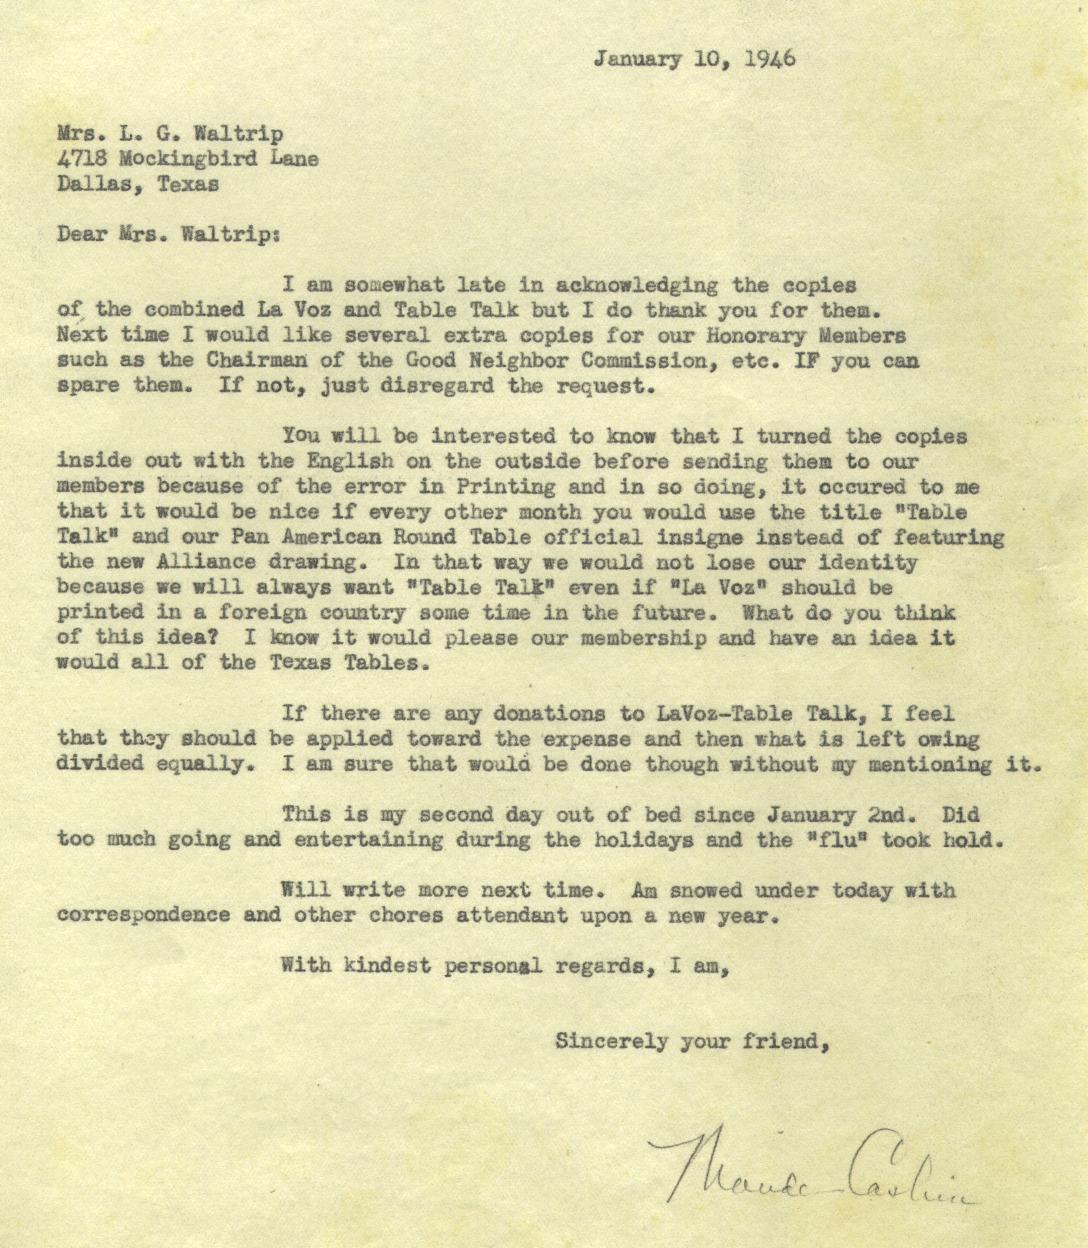 January 10, 1946
Mrs. L. G. Waltrip
4718 Mockingbird Lane
Dallas, Texas
Dear Mrs. Waltrip:
I am somewhat late in acknowledging the copies
of the combined La Voz and Table Talk but I do thank you for them.
Next time I would like several extra copies for our Honorary Members
such as the Chairman of the Good Neighbor Commission, etc. IF you can
spare them. If not, just disregard the request.
You will be interested to know that I turned the copies
inside out with the English on the outside before sending them to our
members because of the error in Printing and in so doing, it occured to me
that it would be nice if every other month you would use the title "Table
Talk" and our Pan American Round Table official insigne instead of featuring
the new Alliance drawing. In that way we would not lose our identity
because we will always want "Table Talk" even if "La Voz" should be
printed in a foreign country some time in the future. What do you think
of this idea? I know it would please our membership and have an idea it
would all of the Texas Tables.
If there are any donations to LaVoz-Table Talk, I feel
that they should be applied toward the expense and then what is left owing
divided equally. I am sure that would be done though without my mentioning it.
This is my second day out of bed since January 2nd. Did
too much going and entertaining during the holidays and the "flu" took hold.
Will write more next time. Am snowed under today with
correspondence and other chores attendant upon a new year.
With kindest personal regards, I am,
Sincerely your friend,
Maude Cashin